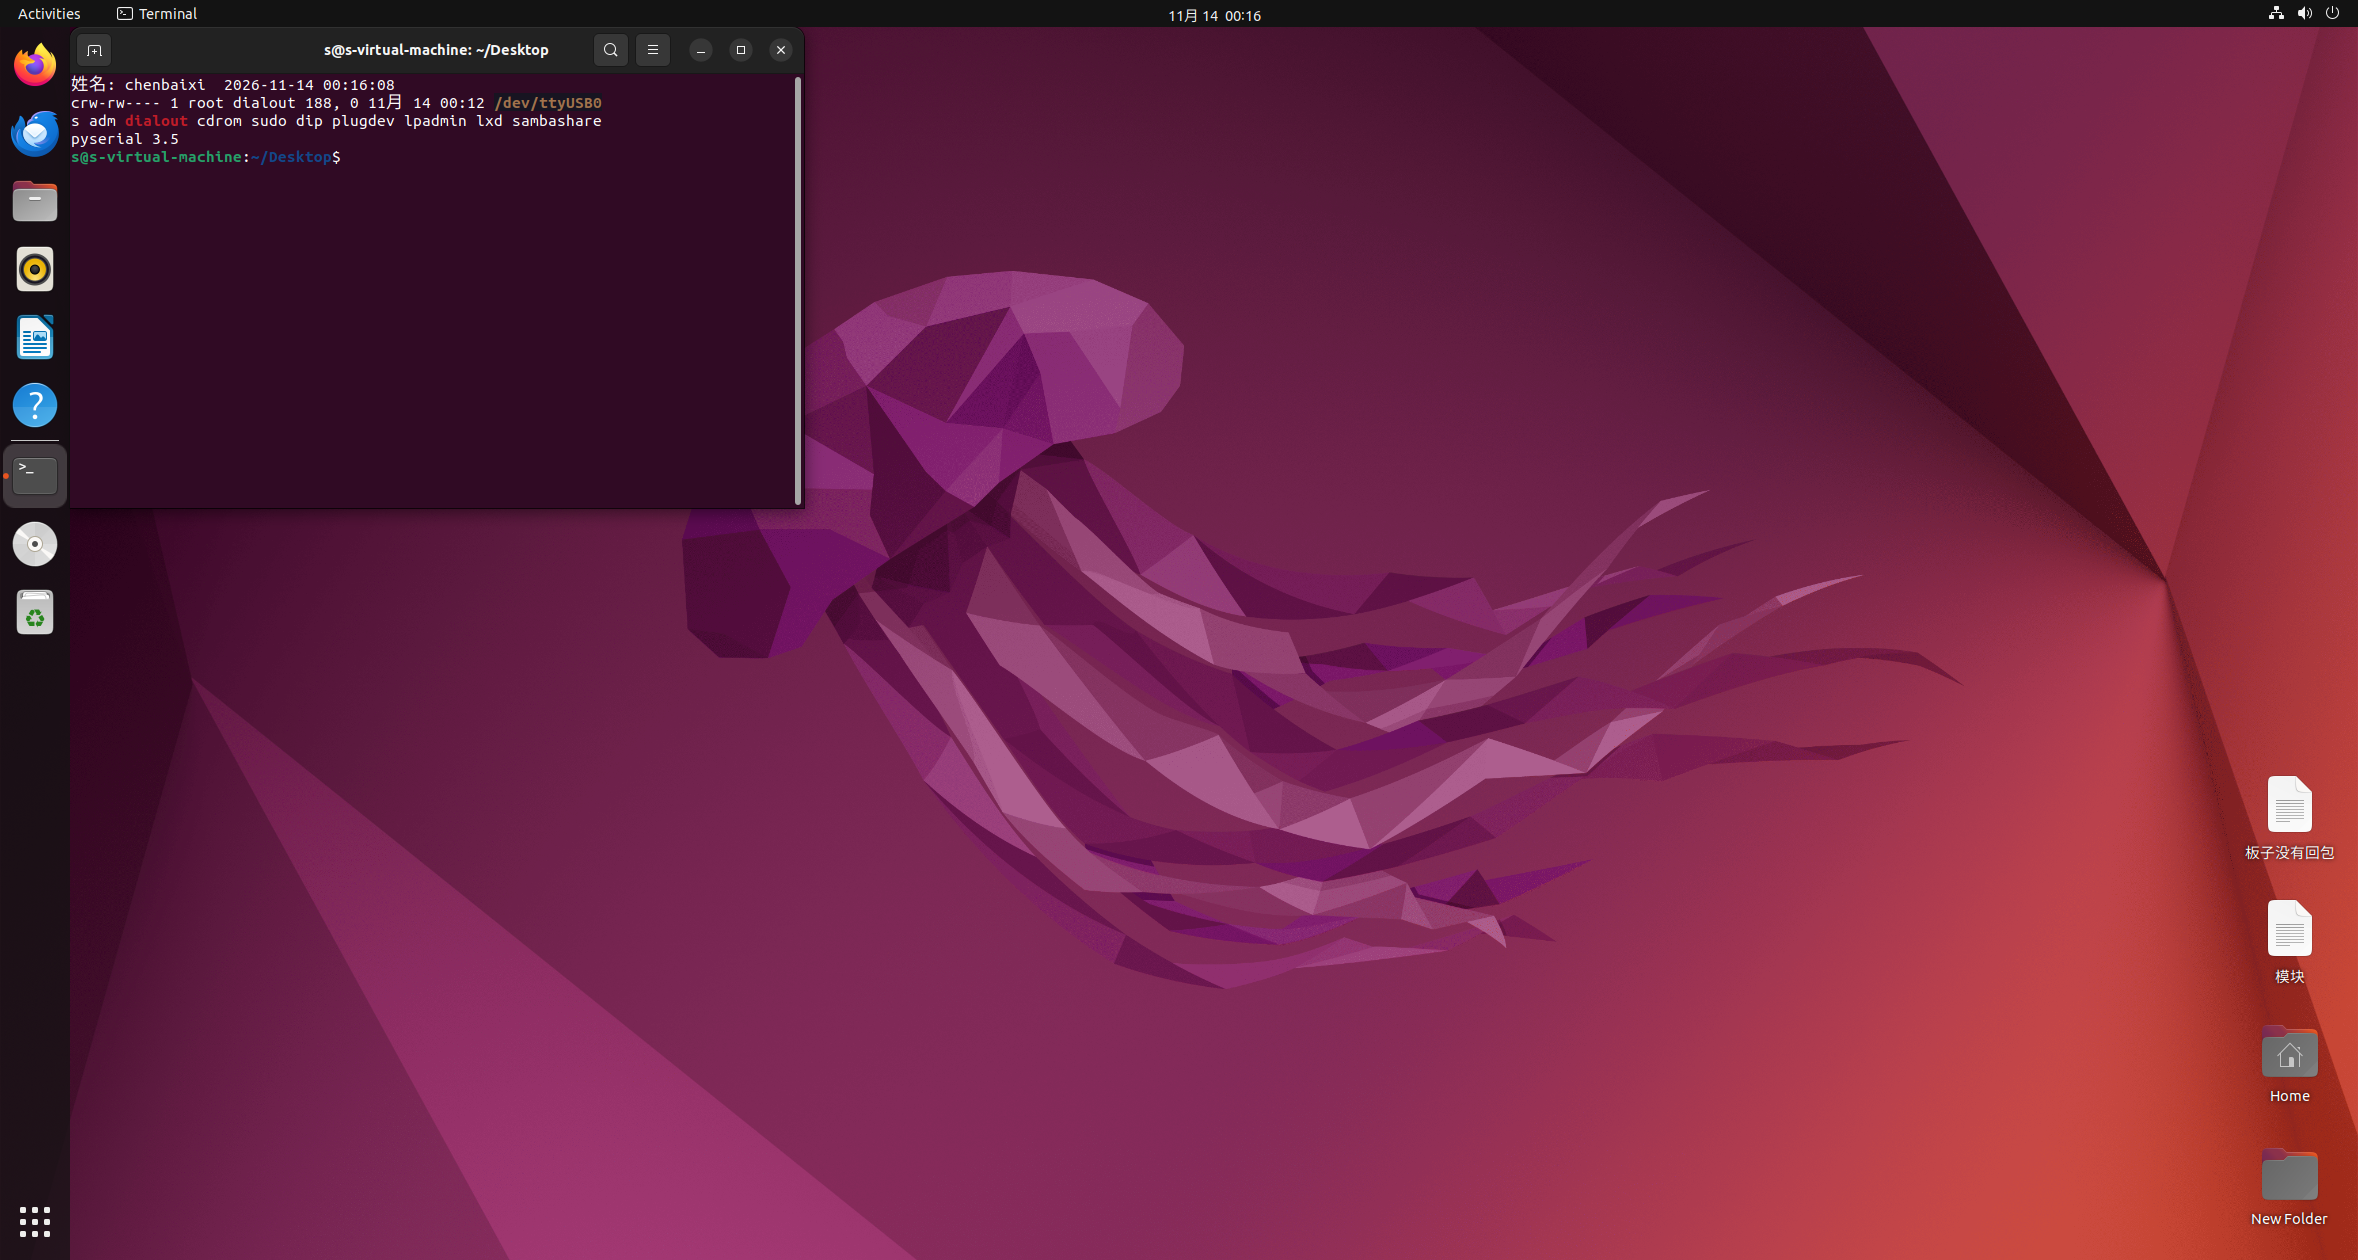 Activities
Terminal
11月 14 00:16
s@s-virtual-machine: ~/Desktop
姓名: chenbaixi  2026-11-14 00:16:08
crw-rw---- 1 root dialout 188, 0 11月 14 00:12 /dev/ttyUSB0
s adm dialout cdrom sudo dip plugdev lpadmin lxd sambashare
pyserial 3.5
s@s-virtual-machine:~/Desktop$
板子没有回包
模块
Home
New Folder